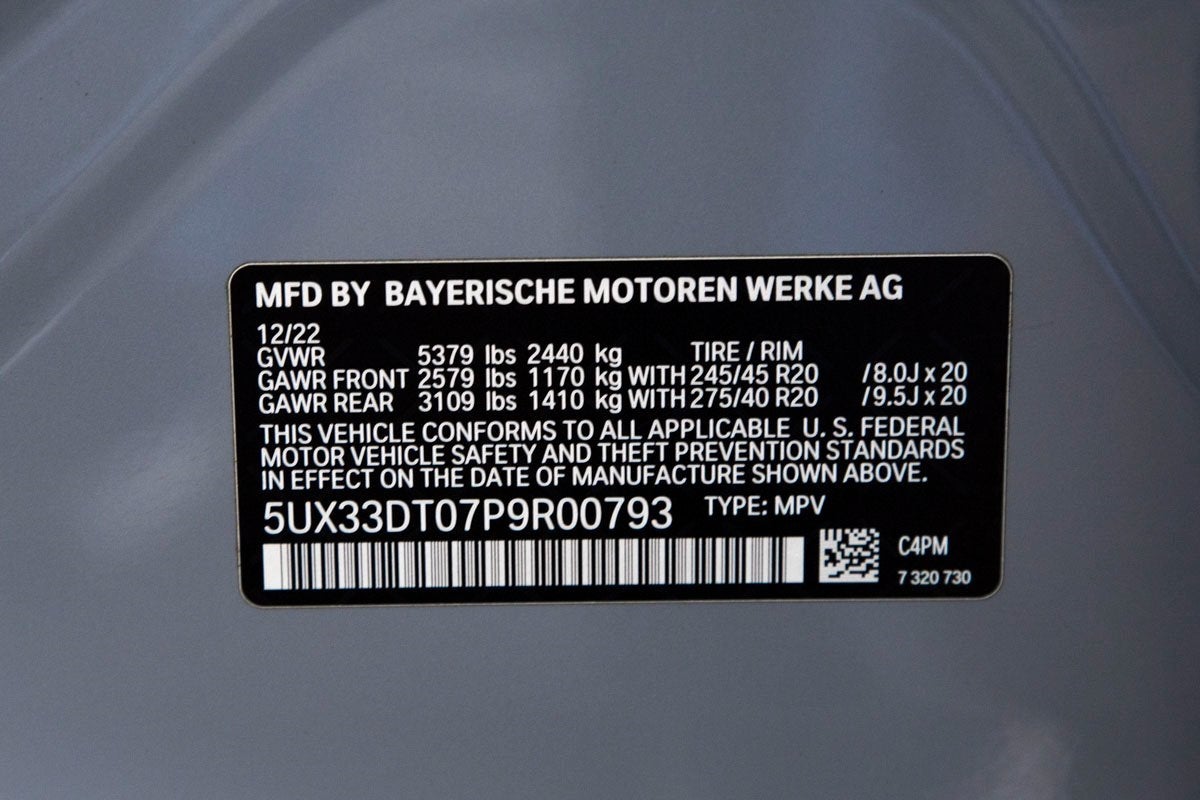 MFD BY BAYERISCHE MOTOREN WERKE AG
12/22
GVWR 5379 lbs 2440 kg TIRE / RIM
GAWR FRONT 2579 lbs 1170 kg WITH 245/45 R20 /8.0J x 20
GAWR REAR 3109 lbs 1410 kg WITH 275/40 R20 /9.5J x 20
THIS VEHICLE CONFORMS TO ALL APPLICABLE U. S. FEDERAL
MOTOR VEHICLE SAFETY AND THEFT PREVENTION STANDARDS
IN EFFECT ON THE DATE OF MANUFACTURE SHOWN ABOVE.
5UX33DT07P9R00793 TYPE: MPV
C4PM
7 320 730